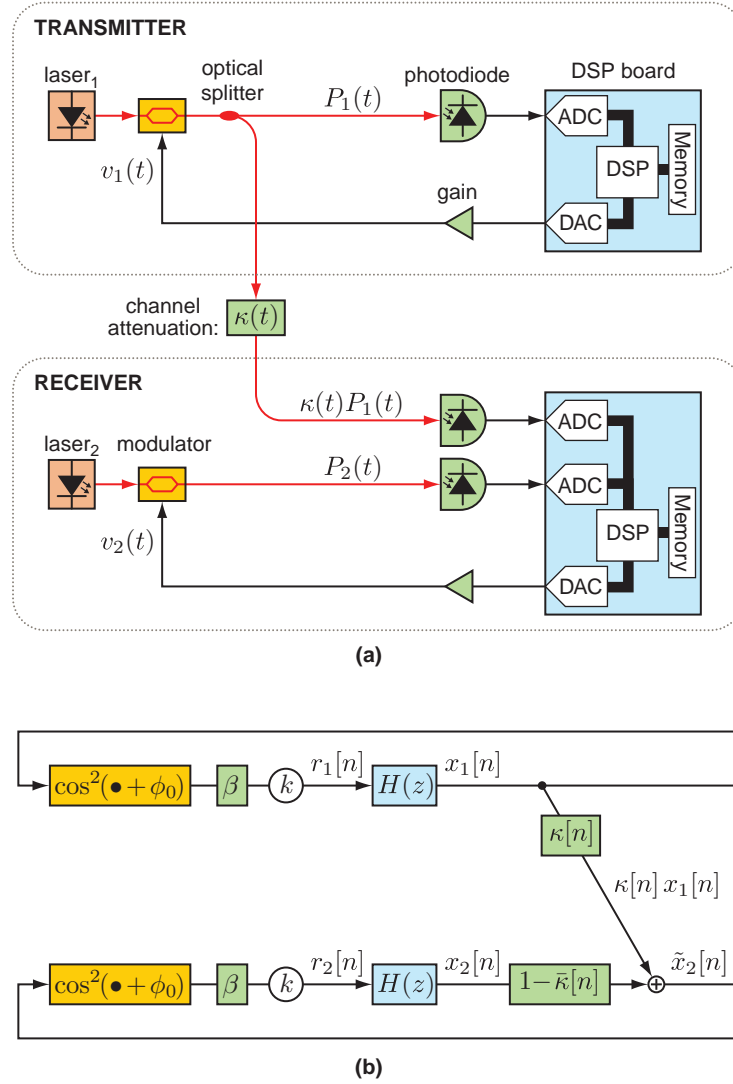 TRANSMITTER
laser₁
optical splitter
P₁(t)
photodiode
DSP board
ADC
DSP
Memory
DAC
v₁(t)
gain
channel attenuation:
κ(t)
RECEIVER
κ(t)P₁(t)
laser₂
modulator
P₂(t)
v₂(t)
ADC
ADC
DSP
Memory
DAC
(a)
cos²(• + ϕ₀)
β
k
r₁[n]
H(z)
x₁[n]
κ[n]
κ[n] x₁[n]
cos²(• + ϕ₀)
β
k
r₂[n]
H(z)
x₂[n]
1−κ̄[n]
+
x̃₂[n]
(b)